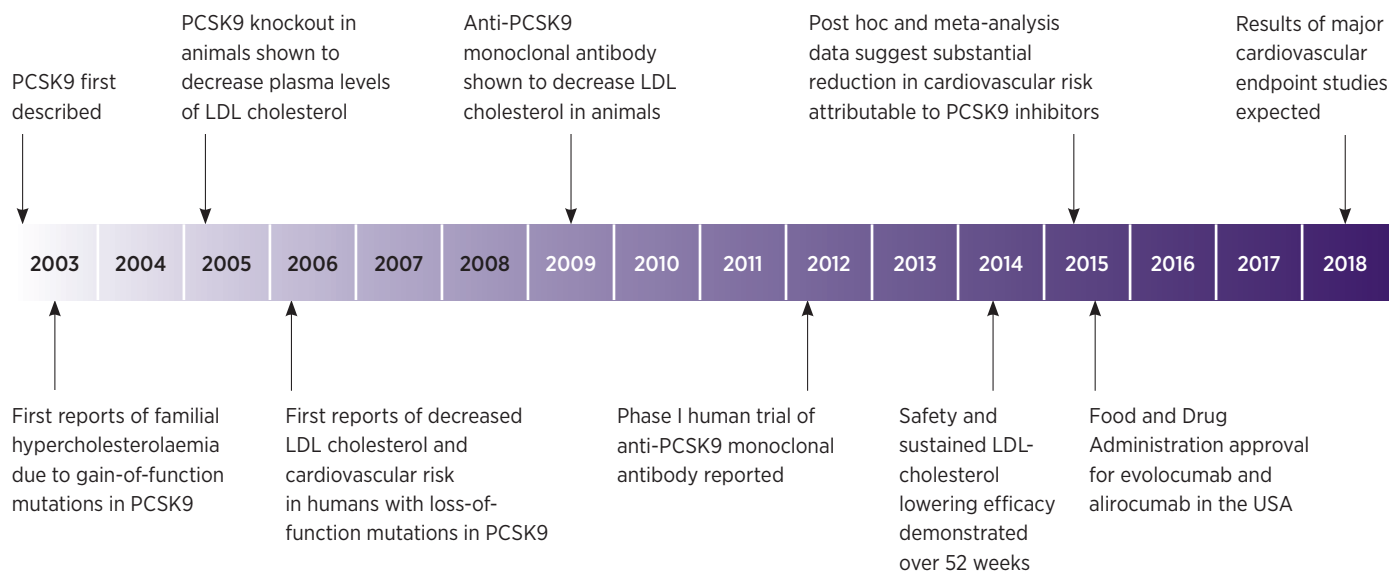 PCSK9 first
described
PCSK9 knockout in
animals shown to
decrease plasma levels
of LDL cholesterol
Anti-PCSK9
monoclonal antibody
shown to decrease LDL
cholesterol in animals
Post hoc and meta-analysis
data suggest substantial
reduction in cardiovascular risk
attributable to PCSK9 inhibitors
Results of major
cardiovascular
endpoint studies
expected
2003 2004 2005 2006 2007 2008 2009 2010 2011 2012 2013 2014 2015 2016 2017 2018
First reports of familial
hypercholesterolaemia
due to gain-of-function
mutations in PCSK9
First reports of decreased
LDL cholesterol and
cardiovascular risk
in humans with loss-of-
function mutations in PCSK9
Phase I human trial of
anti-PCSK9 monoclonal
antibody reported
Safety and
sustained LDL-
cholesterol
lowering efficacy
demonstrated
over 52 weeks
Food and Drug
Administration approval
for evolocumab and
alirocumab in the USA